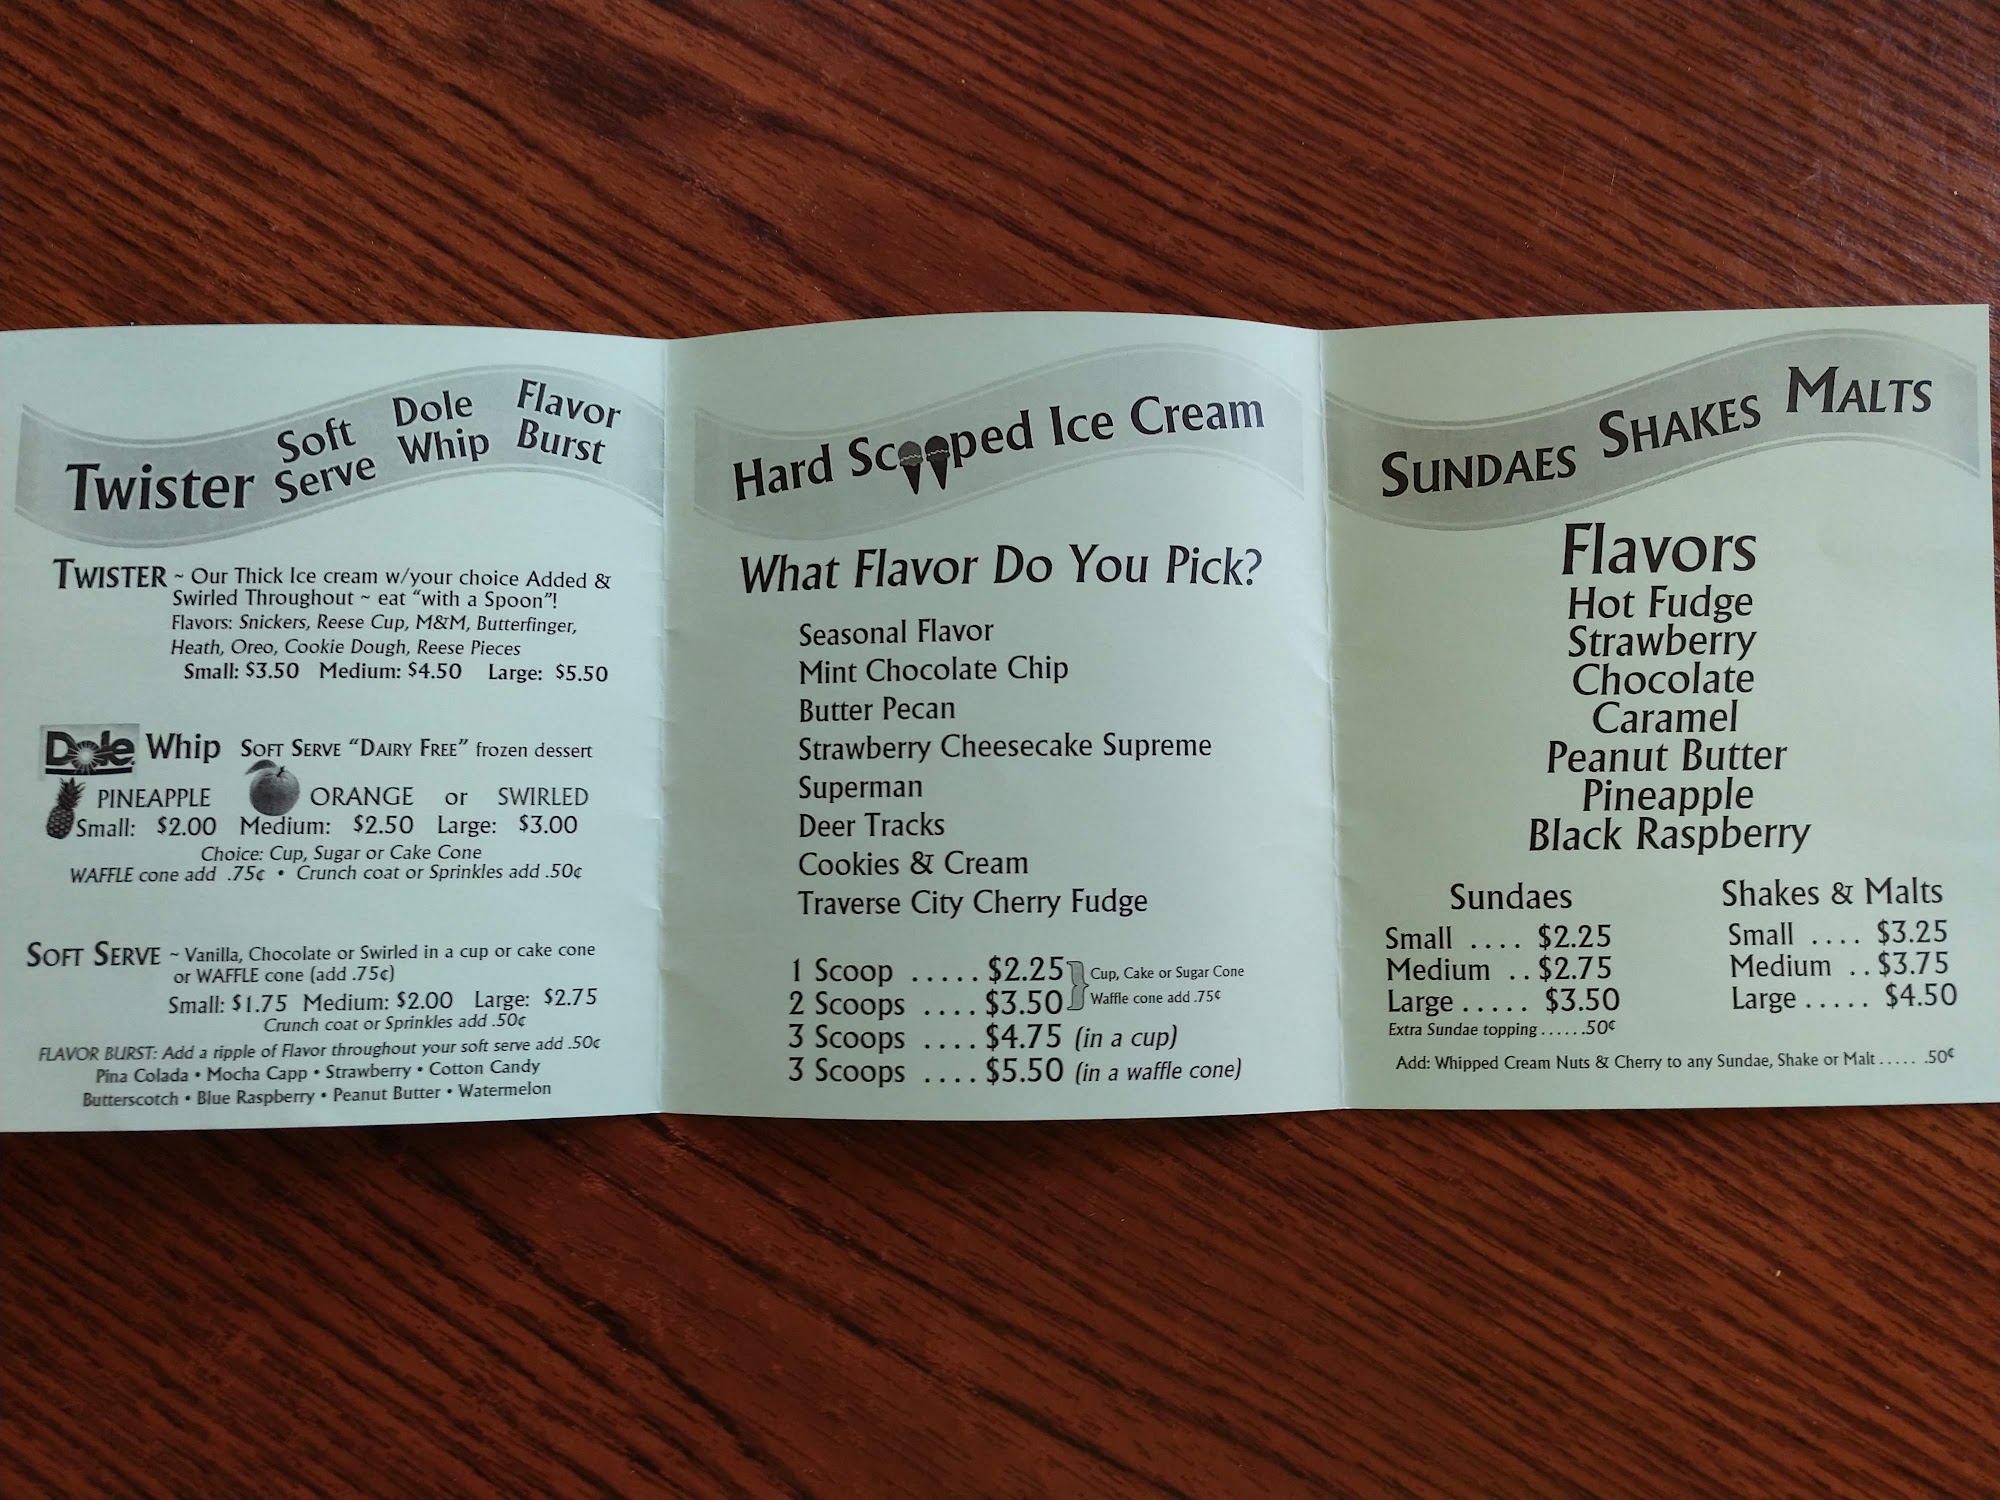 Twister Soft Serve Dole Whip Flavor Burst
TWISTER ~ Our Thick Ice cream w/your choice Added &
Swirled Throughout ~ eat "with a Spoon"!
Flavors: Snickers, Reese Cup, M&M, Butterfinger,
Heath, Oreo, Cookie Dough, Reese Pieces
Small: $3.50 Medium: $4.50 Large: $5.50
Dole Whip SOFT SERVE "DAIRY FREE" frozen dessert
PINEAPPLE ORANGE or SWIRLED
Small: $2.00 Medium: $2.50 Large: $3.00
Choice: Cup, Sugar or Cake Cone
WAFFLE cone add .75¢ • Crunch coat or Sprinkles add .50¢
SOFT SERVE ~ Vanilla, Chocolate or Swirled in a cup or cake cone
or WAFFLE cone (add .75¢)
Small: $1.75 Medium: $2.00 Large: $2.75
Crunch coat or Sprinkles add .50¢
FLAVOR BURST: Add a ripple of Flavor throughout your soft serve add .50¢
Pina Colada • Mocha Capp • Strawberry • Cotton Candy
Butterscotch • Blue Raspberry • Peanut Butter • Watermelon
Hard Scooped Ice Cream
What Flavor Do You Pick?
Seasonal Flavor
Mint Chocolate Chip
Butter Pecan
Strawberry Cheesecake Supreme
Superman
Deer Tracks
Cookies & Cream
Traverse City Cherry Fudge
1 Scoop ..... $2.25 Cup, Cake or Sugar Cone
2 Scoops .... $3.50 Waffle cone add .75¢
3 Scoops .... $4.75 (in a cup)
3 Scoops .... $5.50 (in a waffle cone)
SUNDAES SHAKES MALTS
Flavors
Hot Fudge
Strawberry
Chocolate
Caramel
Peanut Butter
Pineapple
Black Raspberry
Sundaes
Small .... $2.25
Medium .. $2.75
Large ..... $3.50
Extra Sundae topping ......50¢
Shakes & Malts
Small .... $3.25
Medium .. $3.75
Large ..... $4.50
Add: Whipped Cream Nuts & Cherry to any Sundae, Shake or Malt ..... .50¢